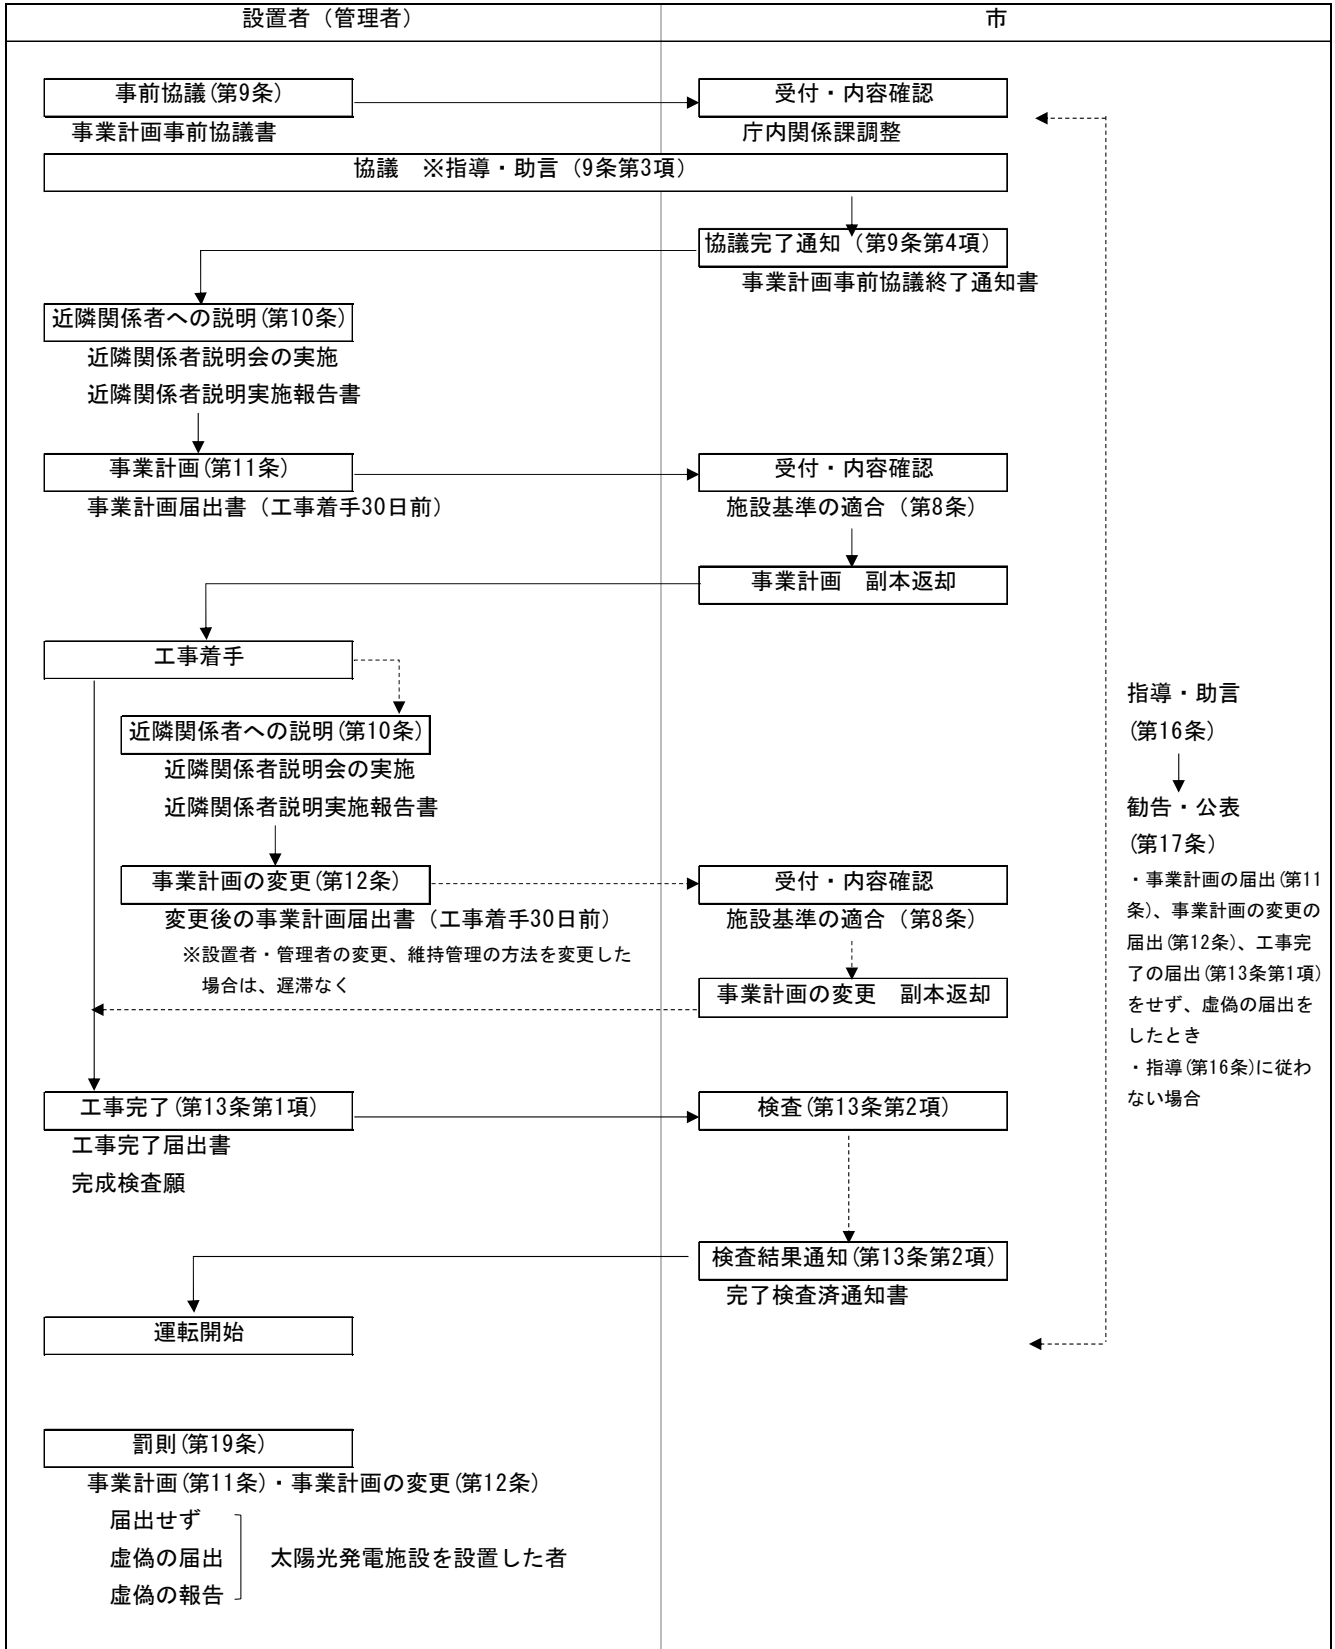 設置者（管理者）
市
事前協議(第9条)
受付・内容確認
事業計画事前協議書
庁内関係課調整
協議　※指導・助言（9条第3項）
協議完了通知（第9条第4項）
事業計画事前協議終了通知書
近隣関係者への説明(第10条)
近隣関係者説明会の実施
近隣関係者説明実施報告書
事業計画(第11条)
受付・内容確認
事業計画届出書（工事着手30日前）
施設基準の適合（第8条）
事業計画　副本返却
工事着手
近隣関係者への説明(第10条)
近隣関係者説明会の実施
近隣関係者説明実施報告書
事業計画の変更(第12条)
受付・内容確認
変更後の事業計画届出書（工事着手30日前）
施設基準の適合（第8条）
※設置者・管理者の変更、維持管理の方法を変更した
場合は、遅滞なく
事業計画の変更　副本返却
指導・助言
(第16条)
勧告・公表
(第17条)
・事業計画の届出(第11
条)、事業計画の変更の
届出(第12条)、工事完
了の届出(第13条第1項)
をせず、虚偽の届出を
したとき
・指導(第16条)に従わ
ない場合
工事完了(第13条第1項)
検査(第13条第2項)
工事完了届出書
完成検査願
検査結果通知(第13条第2項)
完了検査済通知書
運転開始
罰則(第19条)
事業計画(第11条)・事業計画の変更(第12条)
届出せず
虚偽の届出　太陽光発電施設を設置した者
虚偽の報告